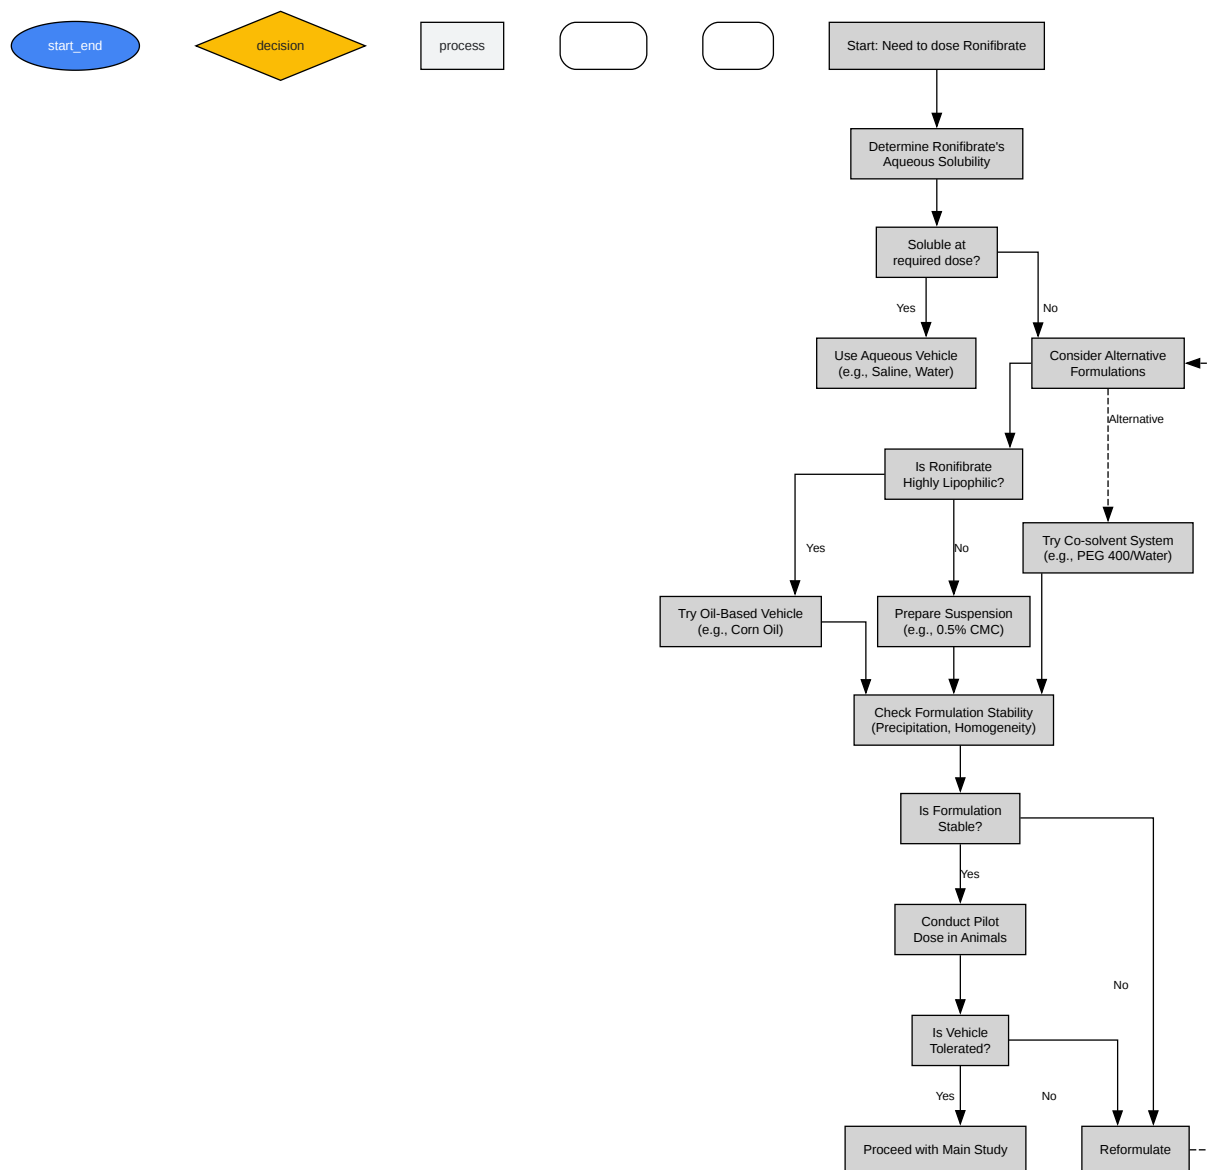 start_end
decision
process
Start: Need to dose Ronifibrate
Determine Ronifibrate's
Aqueous Solubility
Soluble at
required dose?
Yes
No
Use Aqueous Vehicle
(e.g., Saline, Water)
Consider Alternative
Formulations
Alternative
Is Ronifibrate
Highly Lipophilic?
Yes
No
Try Co-solvent System
(e.g., PEG 400/Water)
Try Oil-Based Vehicle
(e.g., Corn Oil)
Prepare Suspension
(e.g., 0.5% CMC)
Check Formulation Stability
(Precipitation, Homogeneity)
Is Formulation
Stable?
Yes
Conduct Pilot
Dose in Animals
No
Is Vehicle
Tolerated?
Yes
No
Proceed with Main Study
Reformulate